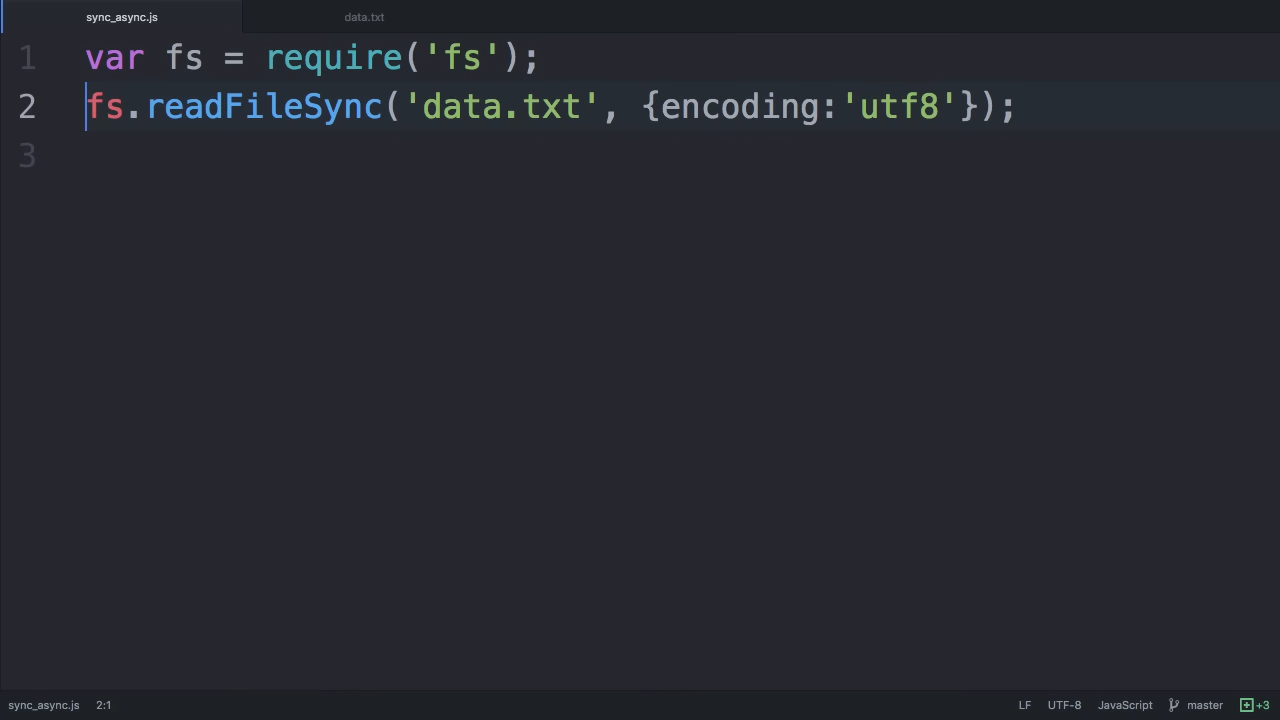 sync_async.js
data.txt
1 var fs = require('fs');
2 fs.readFileSync('data.txt', {encoding:'utf8'});
3
sync_async.js 2:1 LF UTF-8 JavaScript master +3